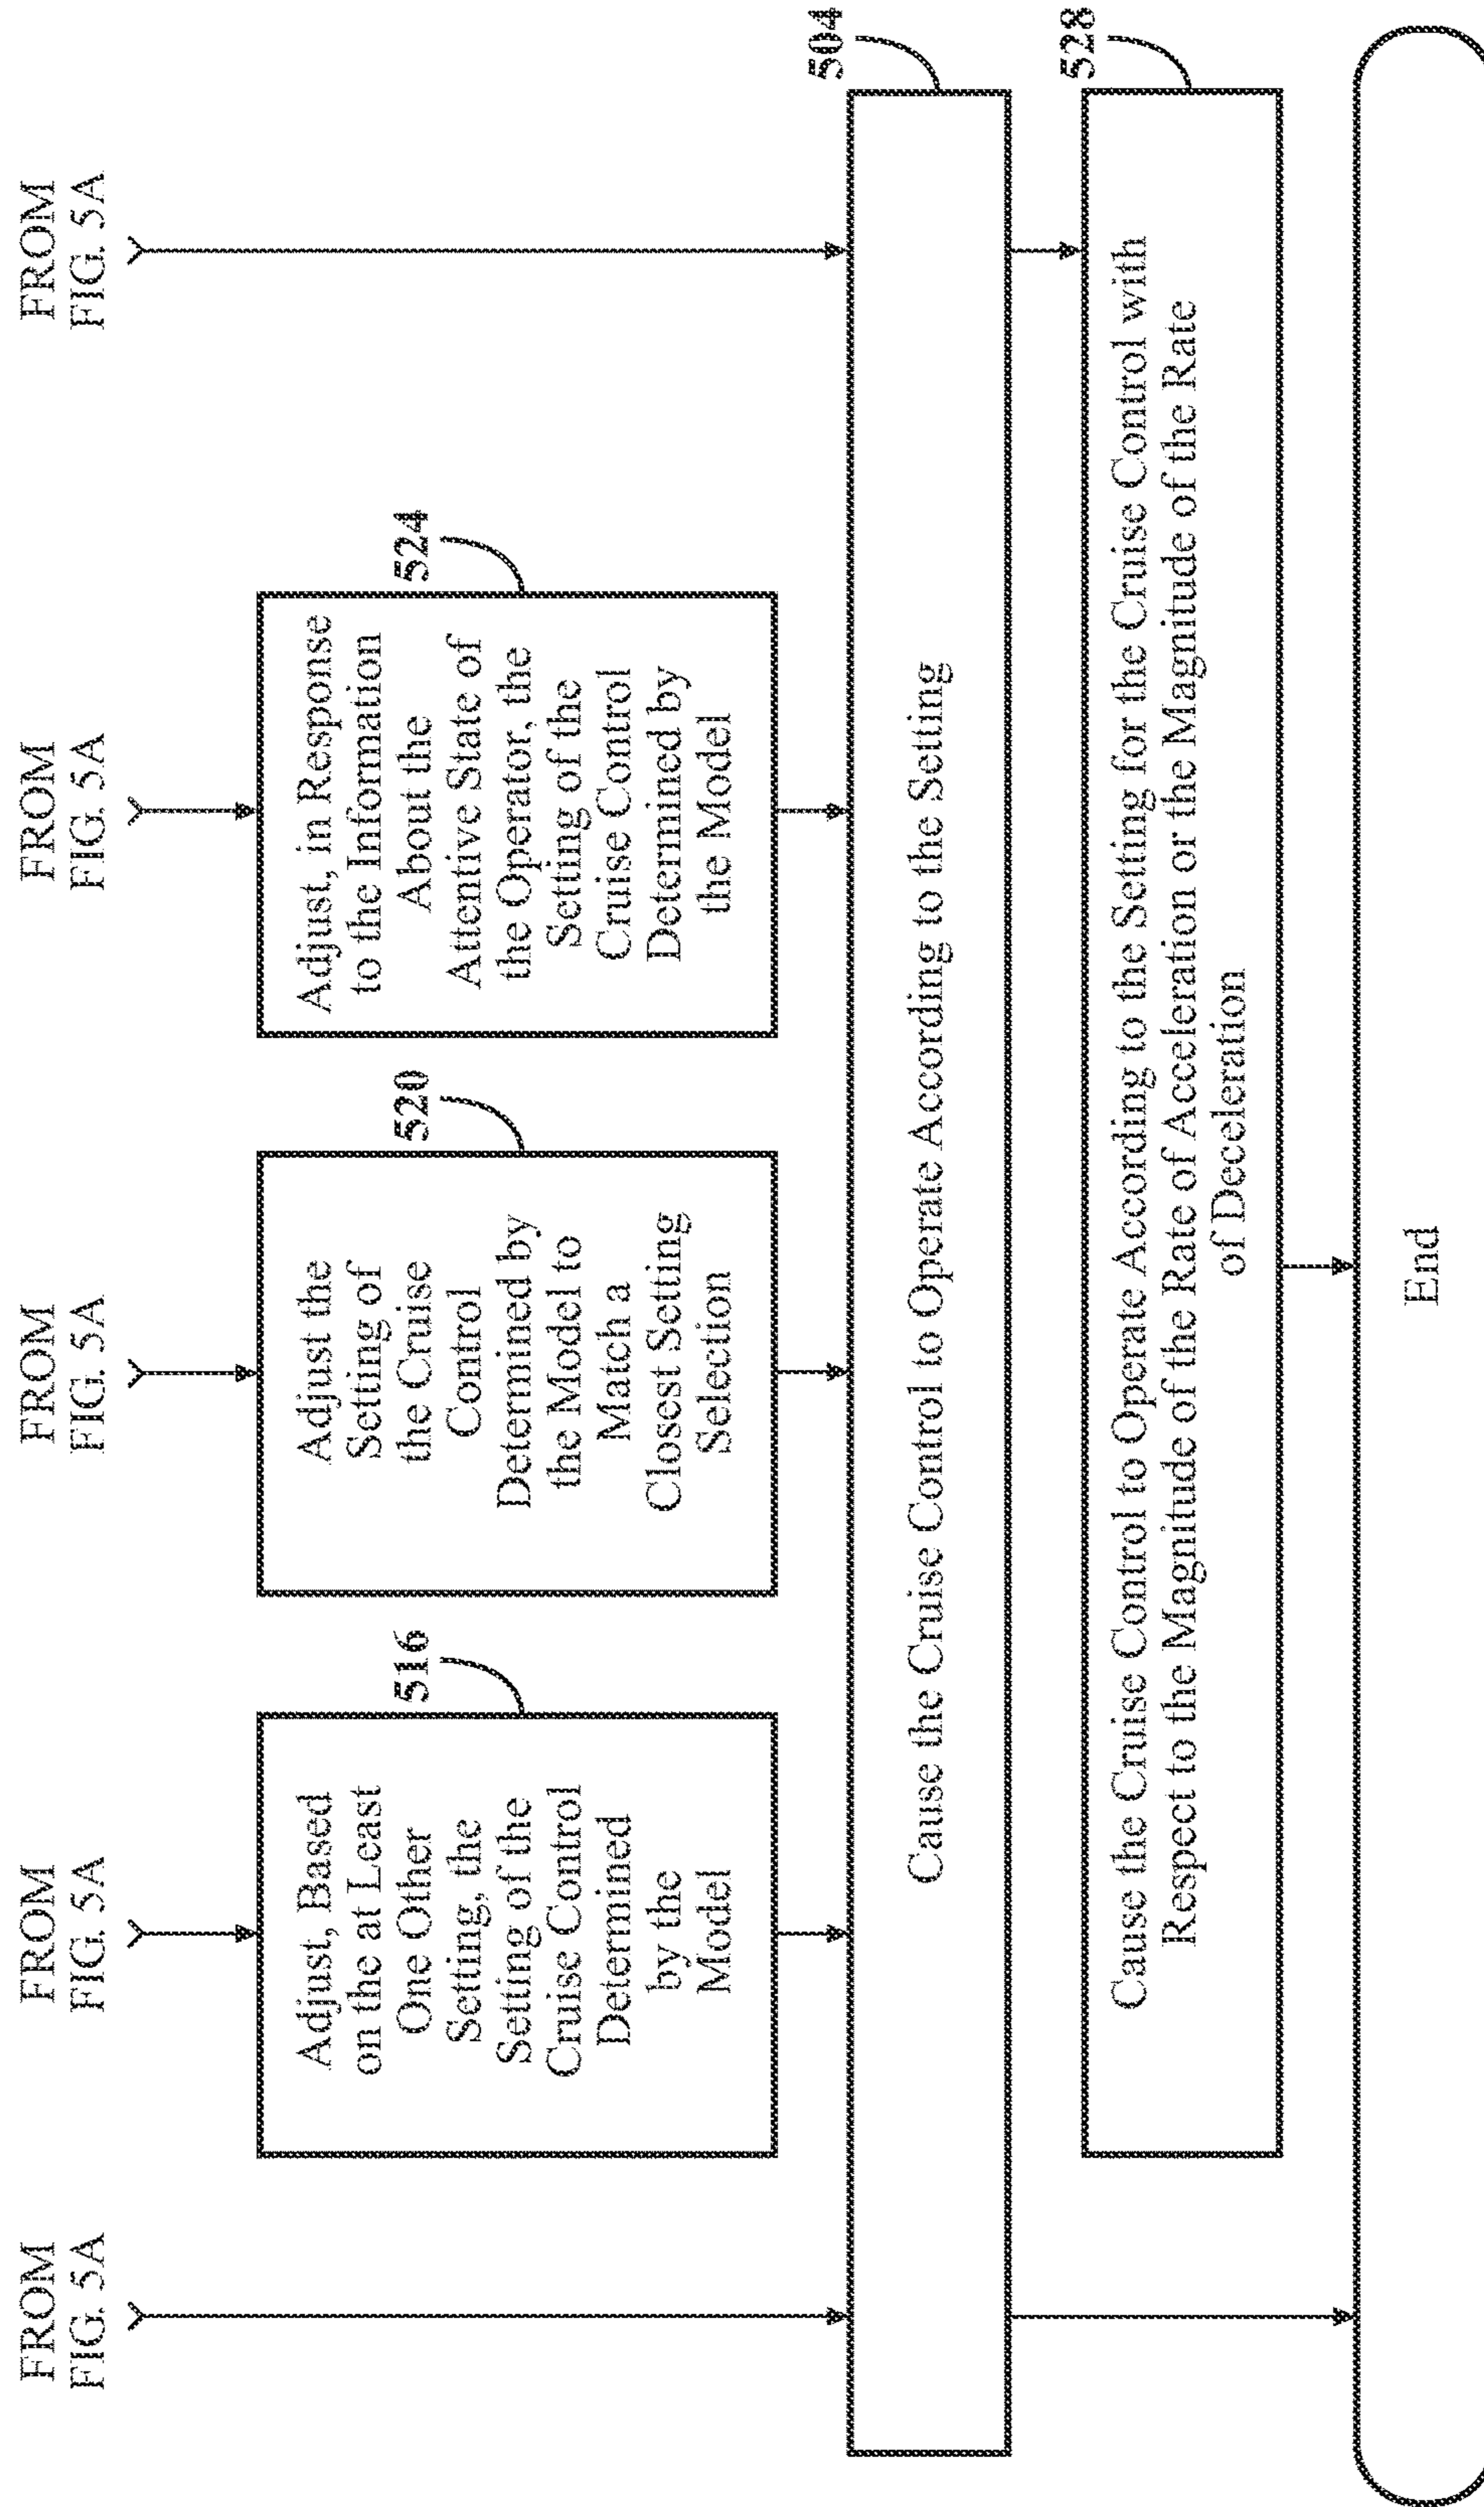 FROM
FIG. 5A
FROM
FIG. 5A
FROM
FIG. 5A
FROM
FIG. 5A
FROM
FIG. 5A
516
Adjust, Based
on the at Least
One Other
Setting, the
Setting of the
Cruise Control
Determined
by the
Model
520
Adjust the
Setting of
the Cruise
Control
Determined by
the Model to
Match a
Closest Setting
Selection
524
Adjust, in Response
to the Information
About the
Attentive State of
the Operator, the
Setting of the
Cruise Control
Determined by
the Model
504
Cause the Cruise Control to Operate According to the Setting
528
Cause the Cruise Control to Operate According to the Setting for the Cruise Control with
Respect to the Magnitude of the Rate of Acceleration or the Magnitude of the Rate
of Deceleration
End